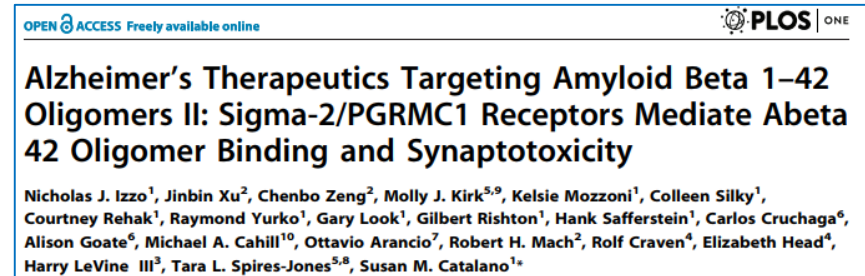 OPEN ACCESS Freely available online
PLOS ONE
Alzheimer's Therapeutics Targeting Amyloid Beta 1–42
Oligomers II: Sigma-2/PGRMC1 Receptors Mediate Abeta
42 Oligomer Binding and Synaptotoxicity
Nicholas J. Izzo1, Jinbin Xu2, Chenbo Zeng2, Molly J. Kirk5,9, Kelsie Mozzoni1, Colleen Silky1,
Courtney Rehak1, Raymond Yurko1, Gary Look1, Gilbert Rishton1, Hank Safferstein1, Carlos Cruchaga6,
Alison Goate6, Michael A. Cahill10, Ottavio Arancio7, Robert H. Mach2, Rolf Craven4, Elizabeth Head4,
Harry LeVine III3, Tara L. Spires-Jones5,8, Susan M. Catalano1*